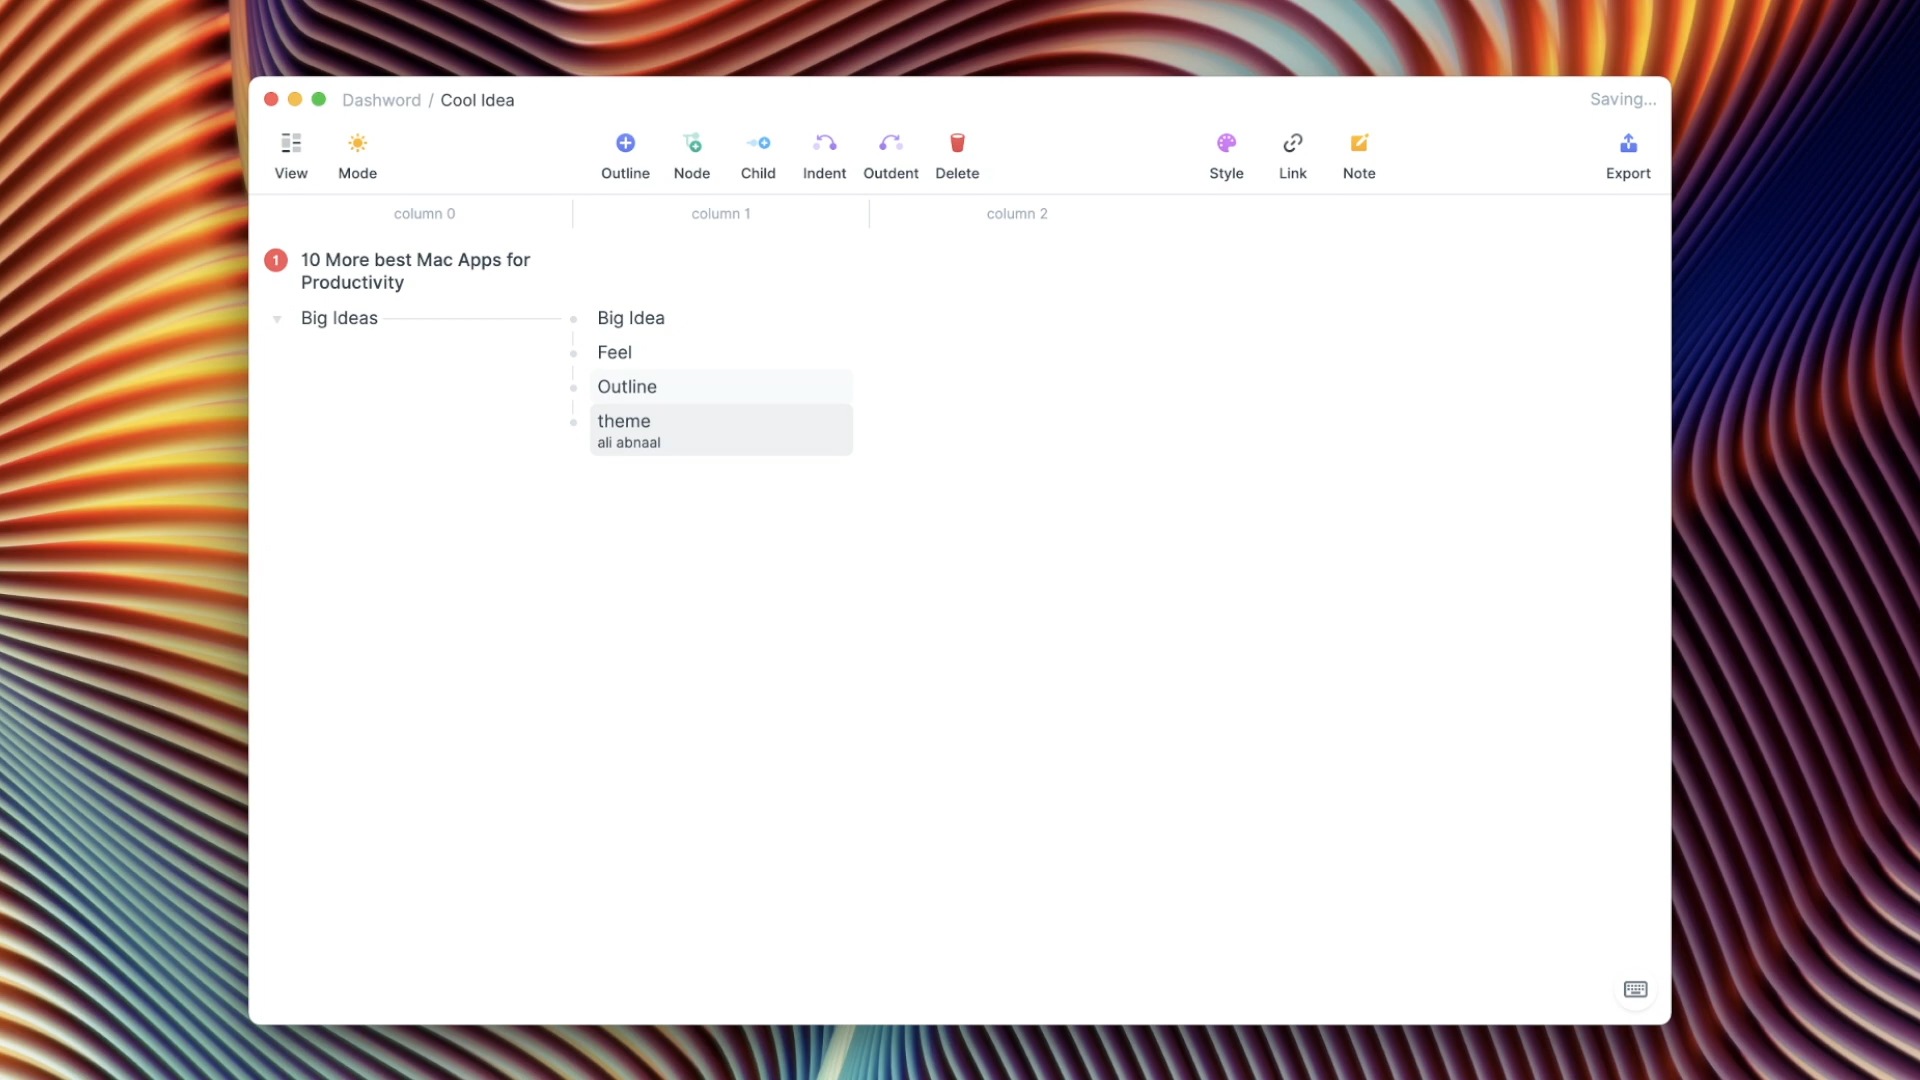 Dashword / Cool Idea
Saving...
View Mode Outline Node Child Indent Outdent Delete Style Link Note Export
column 0 column 1 column 2
1 10 More best Mac Apps for
Productivity
Big Ideas Big Idea
Feel
Outline
theme
ali abnaal